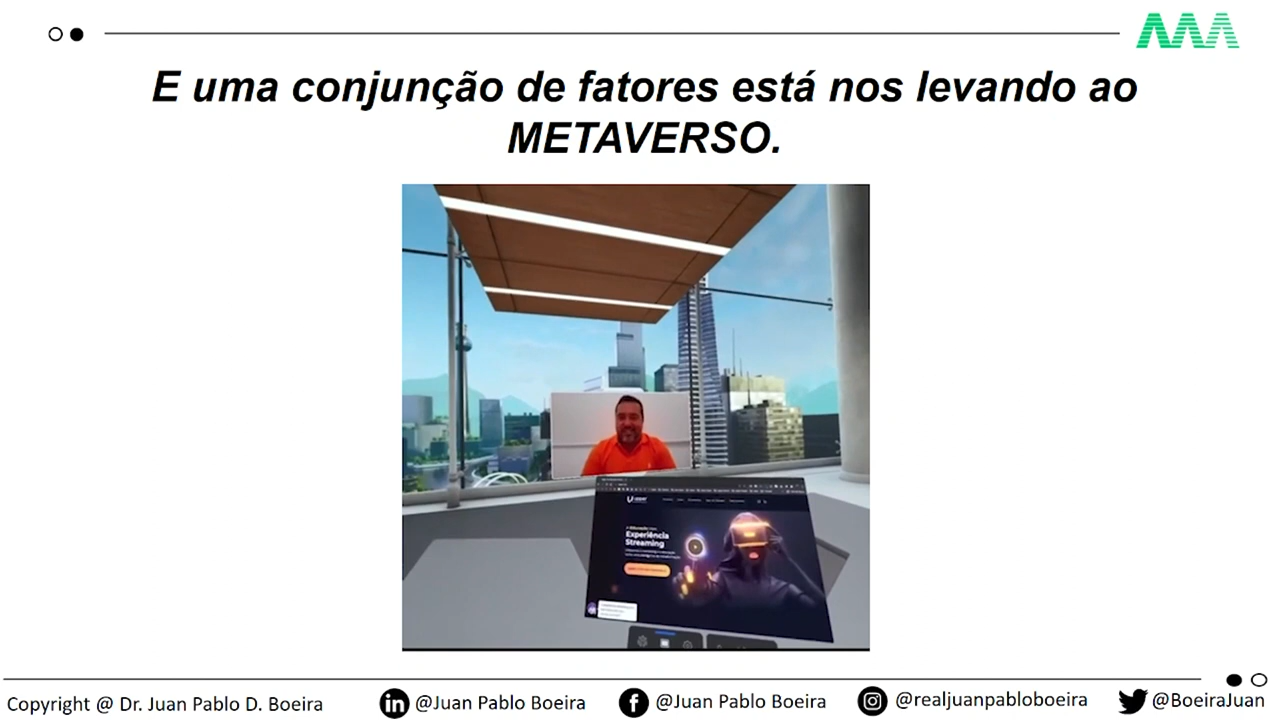 E uma conjunção de fatores está nos levando ao
METAVERSO.
Experiência
Streaming
Copyright @ Dr. Juan Pablo D. Boeira
@Juan Pablo Boeira
@Juan Pablo Boeira
@realjuanpabloboeira
@BoeiraJuan